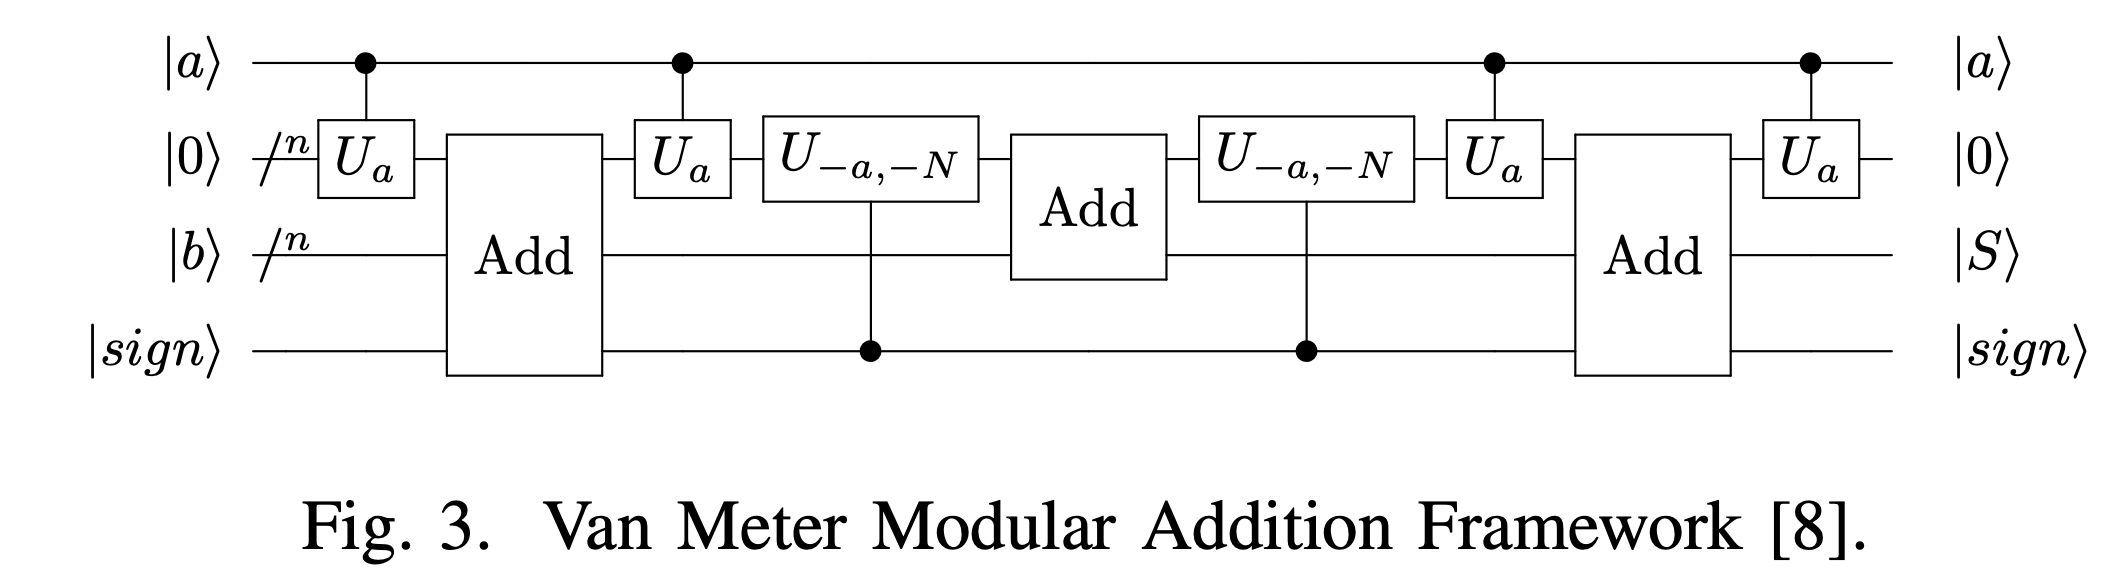 |a⟩ |a⟩
|0⟩ n U_a U_a U_{−a,−N} U_{−a,−N} U_a U_a |0⟩
|b⟩ n Add Add Add |S⟩
|sign⟩ |sign⟩
Fig. 3. Van Meter Modular Addition Framework [8].